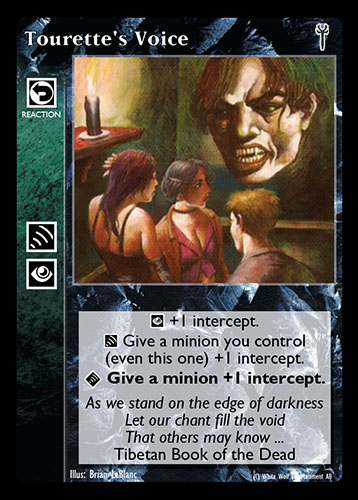 Tourette's Voice
REACTION
+1 intercept.
Give a minion you control
(even this one) +1 intercept.
Give a minion +1 intercept.
As we stand on the edge of darkness
Let our chant fill the void
That others may know ...
Tibetan Book of the Dead
Illus: Brian LeBlanc
(C) White Wolf Entertainment AB